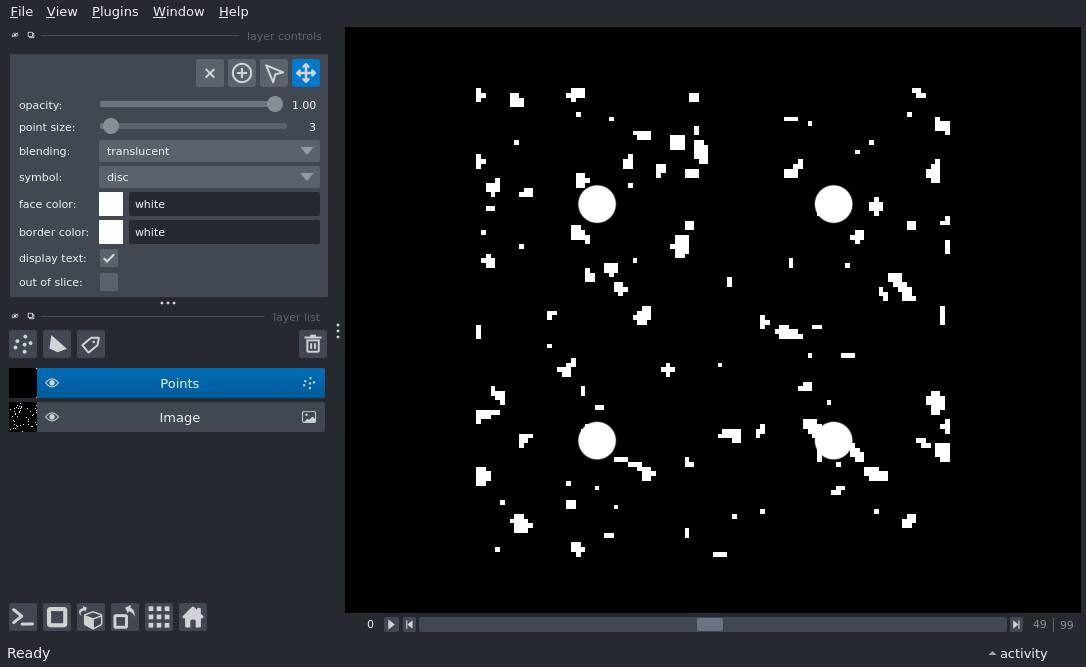 File View Plugins Window Help
layer controls
opacity: 1.00
point size: 3
blending: translucent
symbol: disc
face color: white
border color: white
display text:
out of slice:
layer list
Points
Image
0 49 99
Ready activity